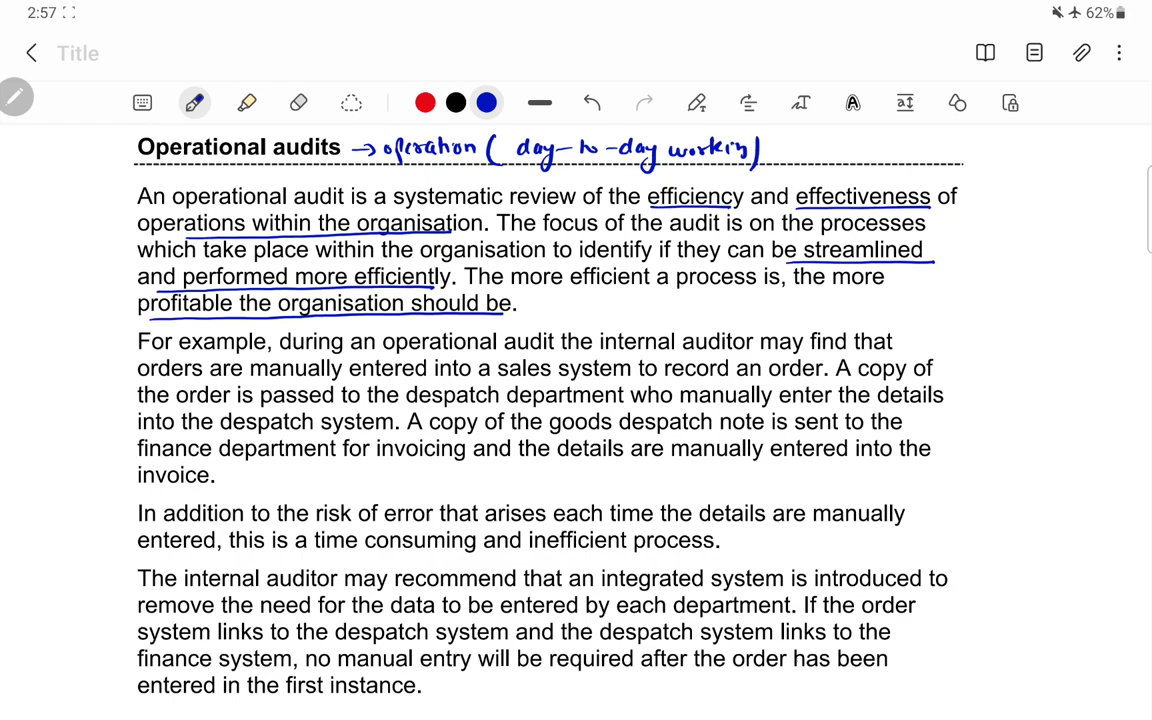 2:57
62%
Title
Operational audits → operation ( day-to-day working)
An operational audit is a systematic review of the efficiency and effectiveness of
operations within the organisation. The focus of the audit is on the processes
which take place within the organisation to identify if they can be streamlined
and performed more efficiently. The more efficient a process is, the more
profitable the organisation should be.
For example, during an operational audit the internal auditor may find that
orders are manually entered into a sales system to record an order. A copy of
the order is passed to the despatch department who manually enter the details
into the despatch system. A copy of the goods despatch note is sent to the
finance department for invoicing and the details are manually entered into the
invoice.
In addition to the risk of error that arises each time the details are manually
entered, this is a time consuming and inefficient process.
The internal auditor may recommend that an integrated system is introduced to
remove the need for the data to be entered by each department. If the order
system links to the despatch system and the despatch system links to the
finance system, no manual entry will be required after the order has been
entered in the first instance.